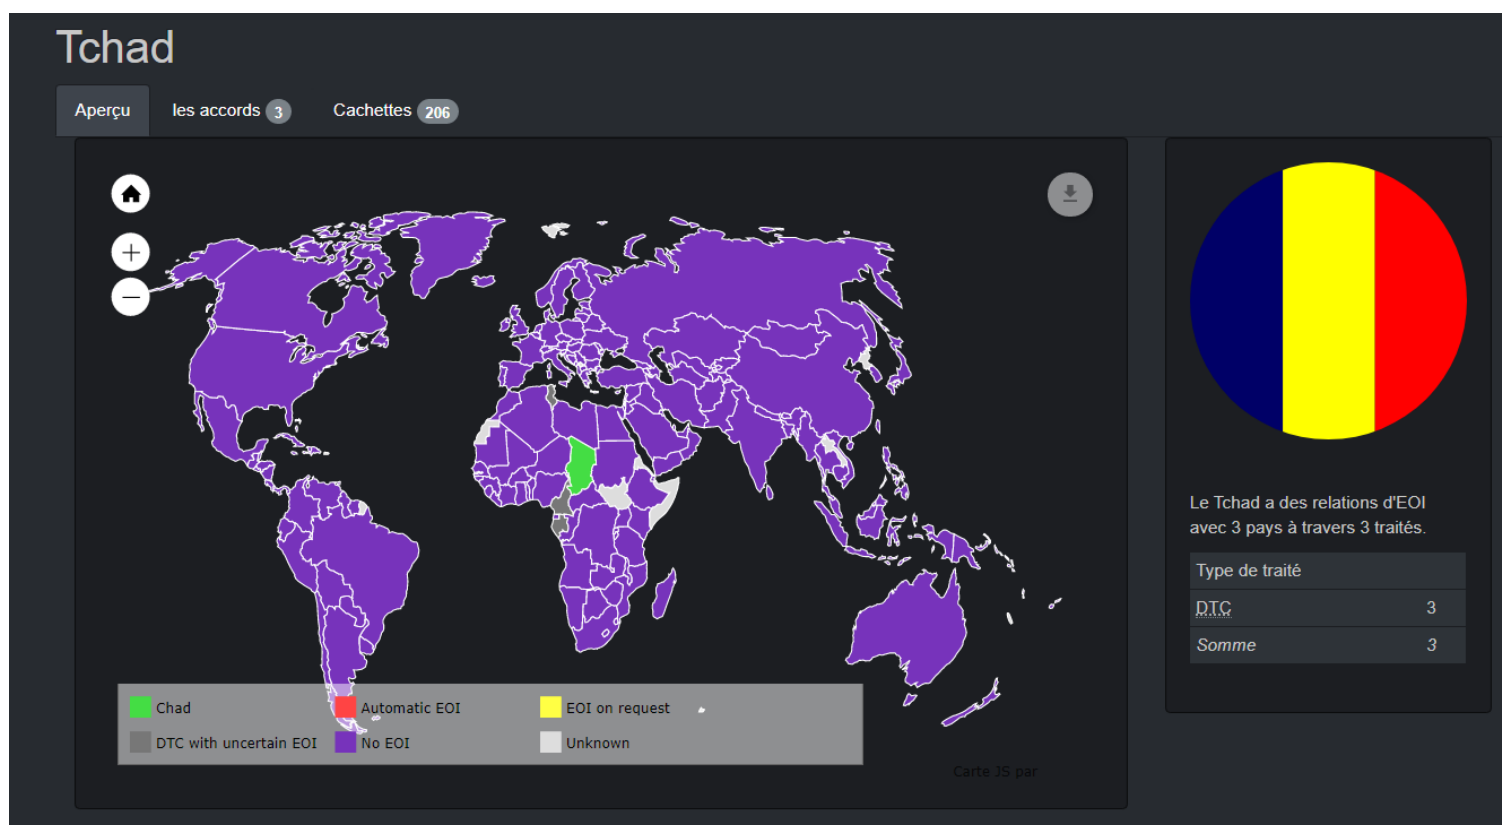 Tchad
Aperçu
les accords 3
Cachettes 206
Chad
Automatic EOI
EOI on request
DTC with uncertain EOI
No EOI
Unknown
Carte JS par
Le Tchad a des relations d'EOI
avec 3 pays à travers 3 traités.
Type de traité
DTC 3
Somme 3